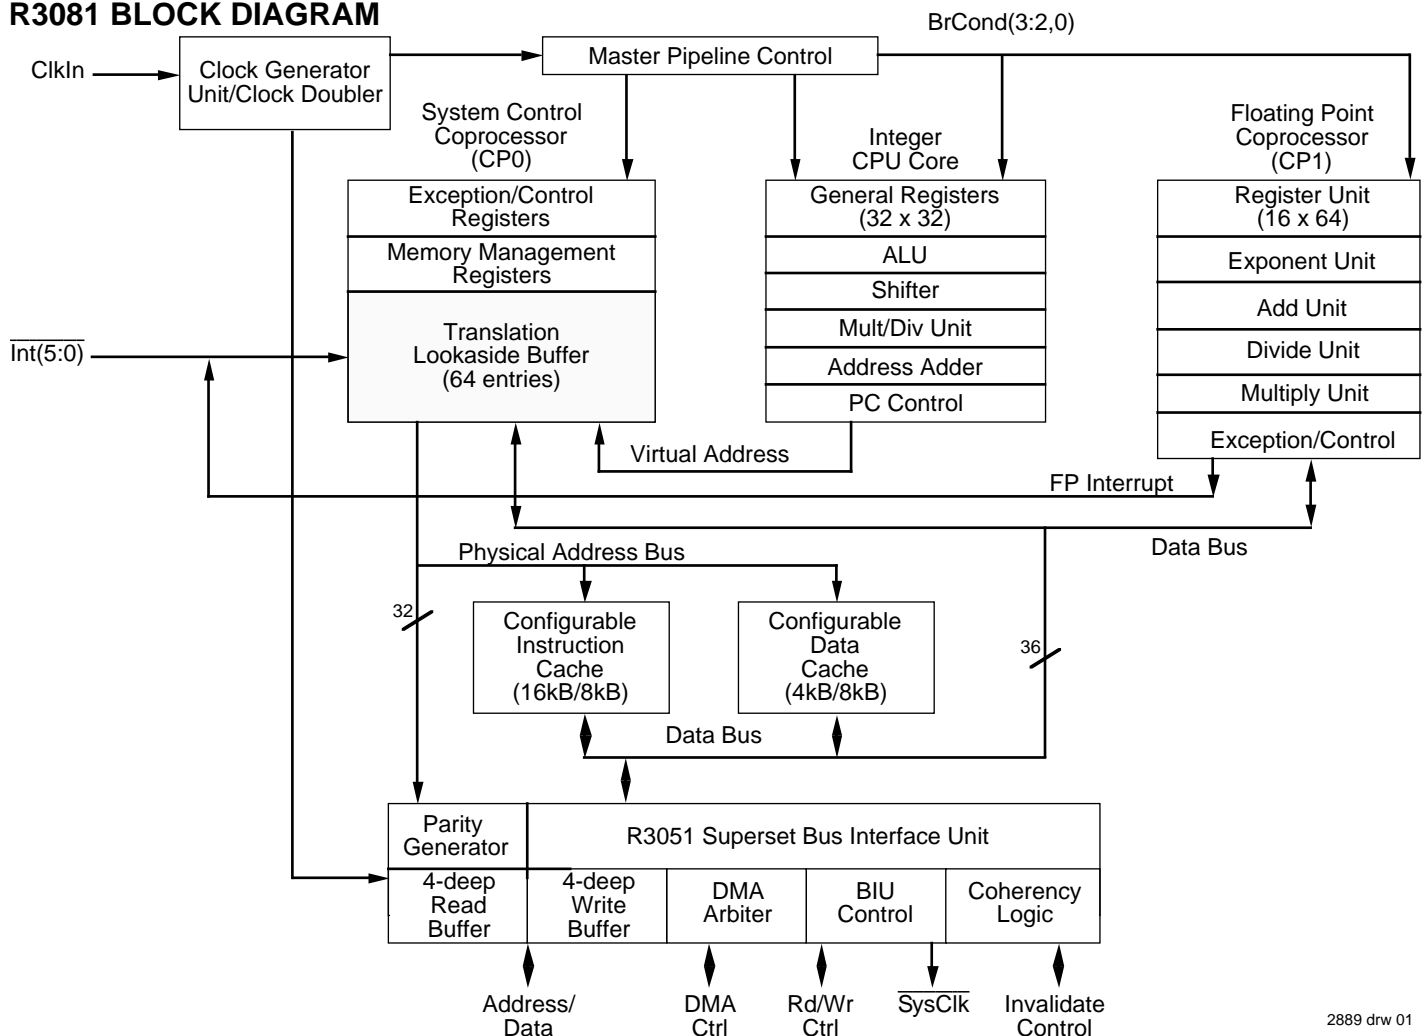 R3081 BLOCK DIAGRAM
BrCond(3:2,0)
ClkIn
Clock Generator
Unit/Clock Doubler
Master Pipeline Control
System Control
Coprocessor
(CP0)
Integer
CPU Core
Floating Point
Coprocessor
(CP1)
Exception/Control
Registers
Memory Management
Registers
Translation
Lookaside Buffer
(64 entries)
General Registers
(32 x 32)
ALU
Shifter
Mult/Div Unit
Address Adder
PC Control
Register Unit
(16 x 64)
Exponent Unit
Add Unit
Divide Unit
Multiply Unit
Exception/Control
Int(5:0)
Virtual Address
FP Interrupt
Data Bus
Physical Address Bus
32
Configurable
Instruction
Cache
(16kB/8kB)
Configurable
Data
Cache
(4kB/8kB)
36
Data Bus
Parity
Generator
R3051 Superset Bus Interface Unit
4-deep
Read
Buffer
4-deep
Write
Buffer
DMA
Arbiter
BIU
Control
Coherency
Logic
Address/
Data
DMA
Ctrl
Rd/Wr
Ctrl
SysClk
Invalidate
Control
2889 drw 01